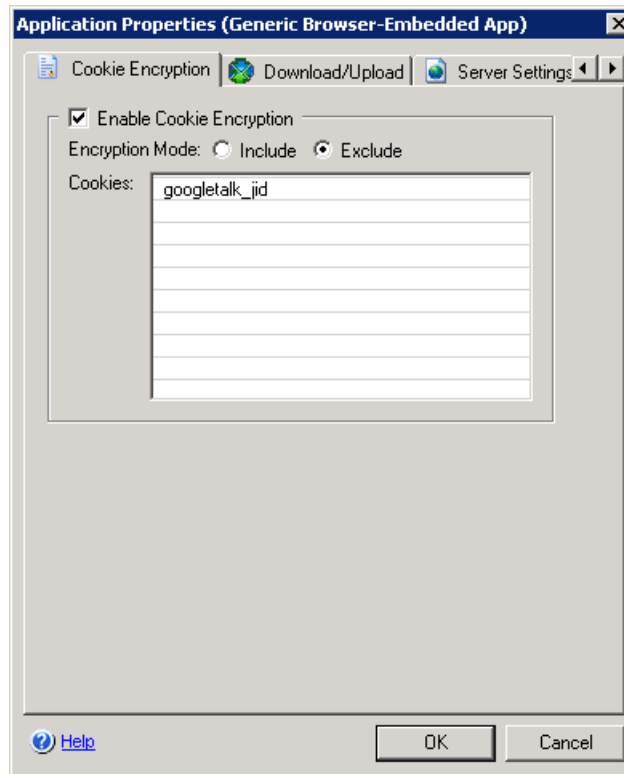 Application Properties (Generic Browser-Embedded App)
Cookie Encryption Download/Upload Server Settings
Enable Cookie Encryption
Encryption Mode: Include Exclude
Cookies: googletalk_jid
Help OK Cancel